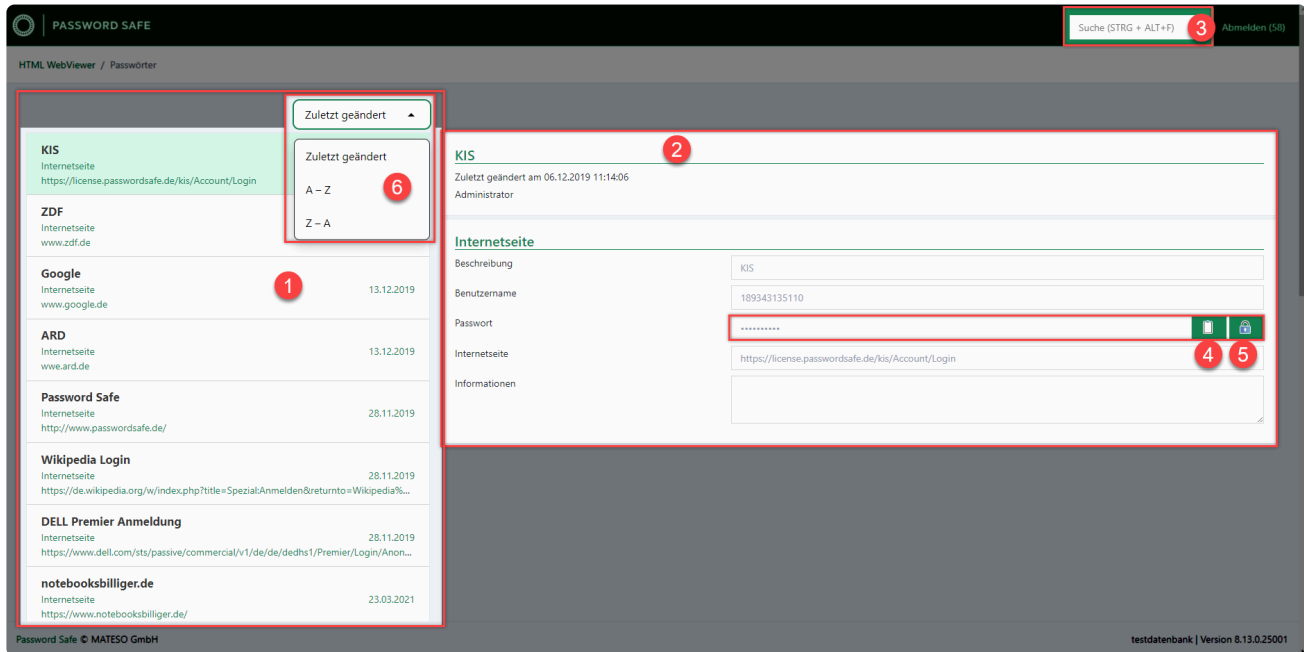 PASSWORD SAFE
Suche (STRG + ALT+F)
3
Abmelden (58)
HTML WebViewer / Passwörter
Zuletzt geändert
Zuletzt geändert
A – Z
Z – A
6
KIS
Internetseite
https://license.passwordsafe.de/kis/Account/Login
ZDF
Internetseite
www.zdf.de
1
Google
Internetseite 13.12.2019
www.google.de
ARD
Internetseite 13.12.2019
wwe.ard.de
Password Safe
Internetseite 28.11.2019
http://www.passwordsafe.de/
Wikipedia Login
Internetseite 28.11.2019
https://de.wikipedia.org/w/index.php?title=Spezial:Anmelden&returnto=Wikipedia%...
DELL Premier Anmeldung
Internetseite 28.11.2019
https://www.dell.com/sts/passive/commercial/v1/de/de/dedhs1/Premier/Login/Anon...
notebooksbilliger.de
Internetseite 23.03.2021
https://www.notebooksbilliger.de/
2
KIS
Zuletzt geändert am 06.12.2019 11:14:06
Administrator
Internetseite
Beschreibung KIS
Benutzername 189343135110
Passwort ••••••••••
4 5
Internetseite https://license.passwordsafe.de/kis/Account/Login
Informationen
Password Safe © MATESO GmbH
testdatenbank | Version 8.13.0.25001